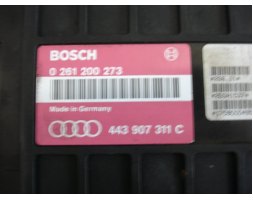 BOSCH
0 261 200 273
Made in Germany
443 907 311 C